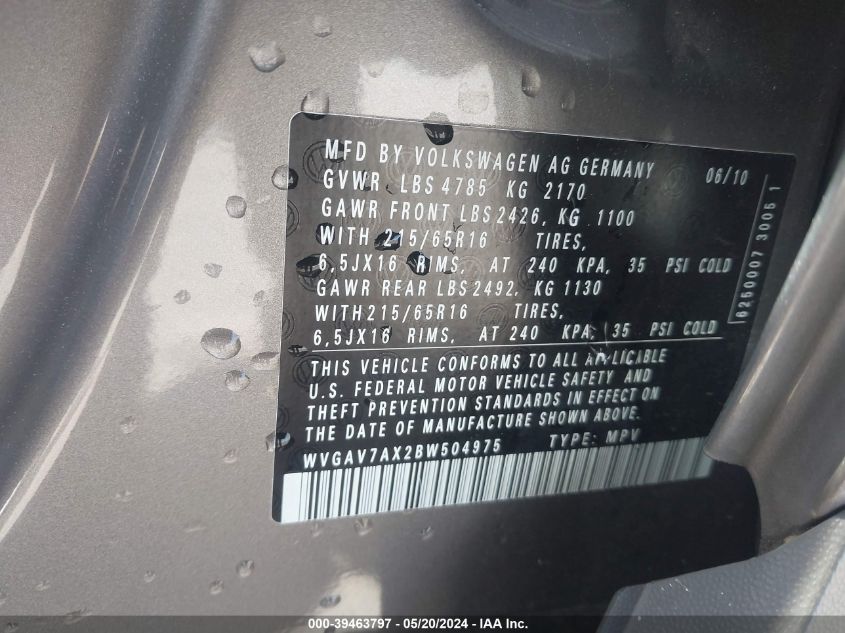 MFD BY VOLKSWAGEN AG GERMANY 06/10
GVWR LBS 4785 KG 2170
GAWR FRONT LBS 2426, KG 1100
WITH 215/65R16 TIRES,
6,5JX16 RIMS, AT 240 KPA, 35 PSI COLD
GAWR REAR LBS 2492, KG 1130
WITH 215/65R16 TIRES,
6,5JX16 RIMS, AT 240 KPA, 35 PSI COLD
6250007 30051
THIS VEHICLE CONFORMS TO ALL APPLICABLE
U.S. FEDERAL MOTOR VEHICLE SAFETY AND
THEFT PREVENTION STANDARDS IN EFFECT ON
THE DATE OF MANUFACTURE SHOWN ABOVE.
WVGAV7AX2BW504975 TYPE: MPV
000-39463797 - 05/20/2024 - IAA Inc.